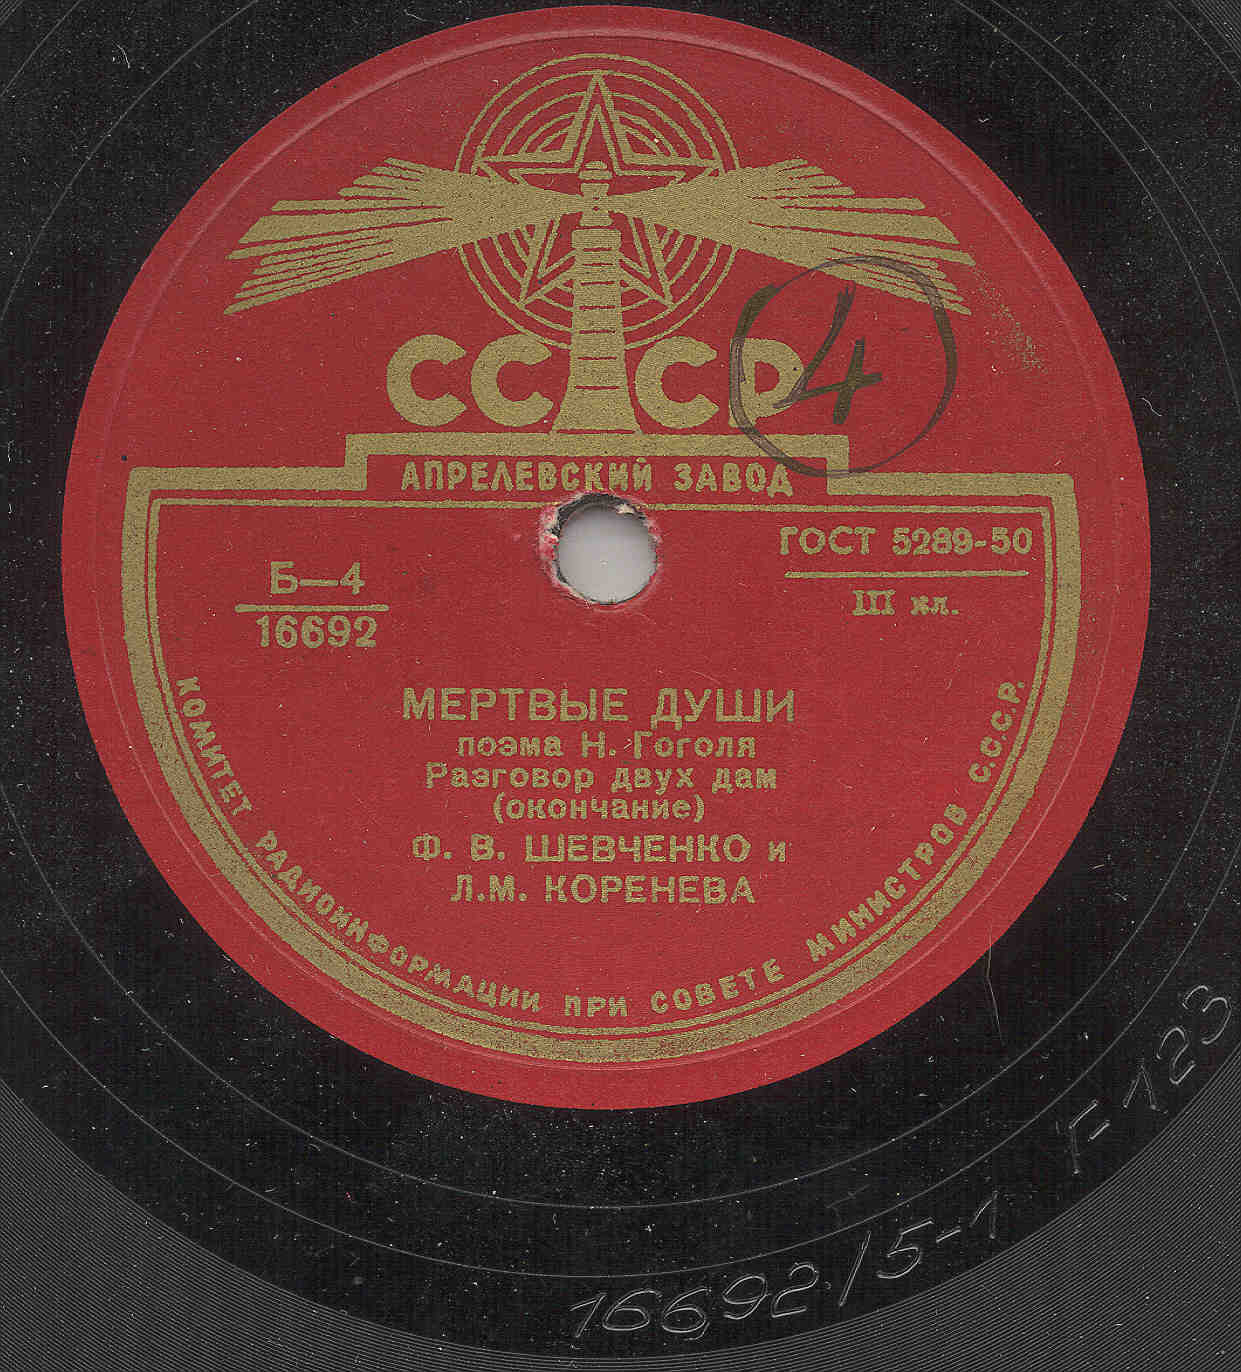 СССР
4
АПРЕЛЕВСКИЙ ЗАВОД
ГОСТ 5289-50
III кл.
Б—4
16692
МЕРТВЫЕ ДУШИ
поэма Н. Гоголя
Разговор двух дам
(окончание)
Ф. В. ШЕВЧЕНКО и
Л.М. КОРЕНЕВА
КОМИТЕТ РАДИОИНФОРМАЦИИ ПРИ СОВЕТЕ МИНИСТРОВ С.С.С.Р.
16692/5-1 F-123